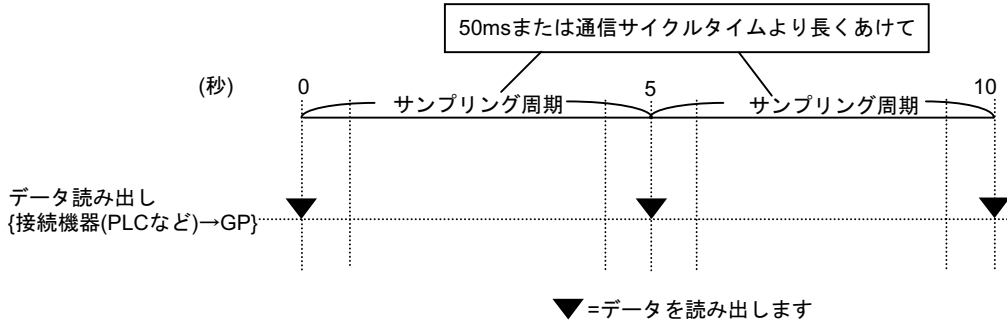 50msまたは通信サイクルタイムより長くあけて
(秒) 0 5 10
サンプリング周期 サンプリング周期
データ読み出し
{接続機器(PLCなど)→GP}
▼=データを読み出します